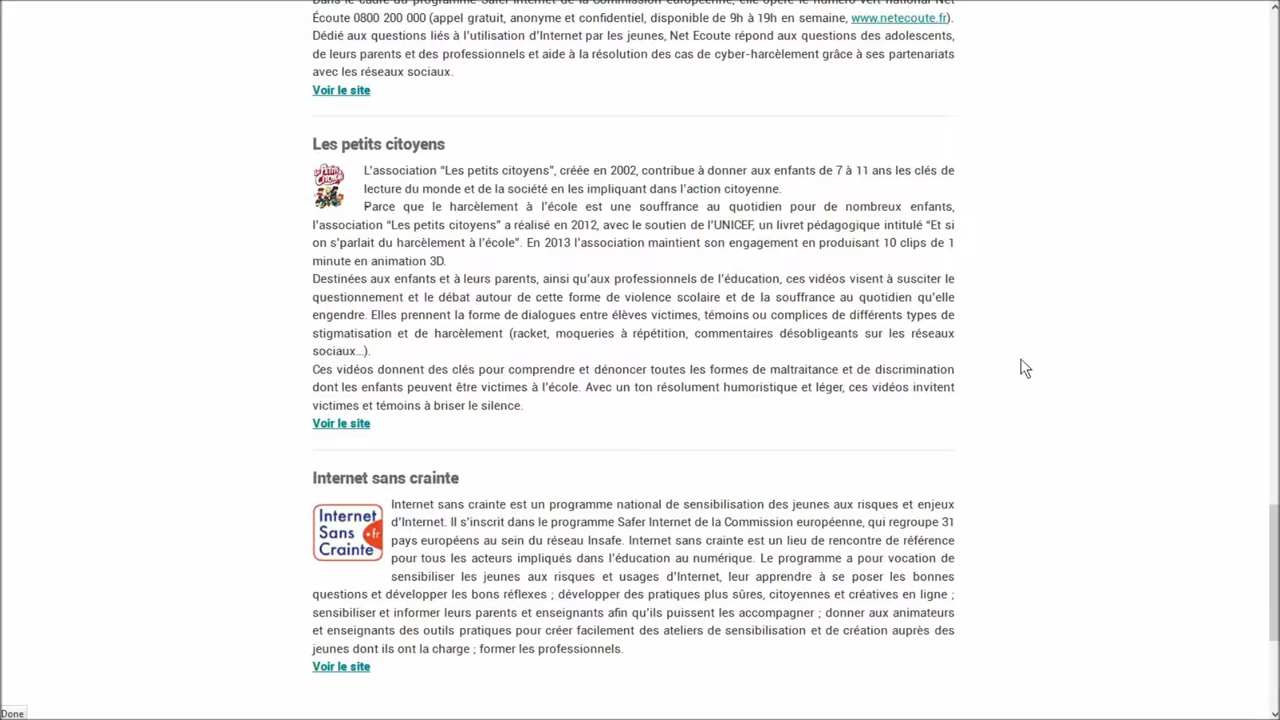 Dans le cadre du programme Safer Internet de la Commission européenne, elle opère le numéro vert national Net
Écoute 0800 200 000 (appel gratuit, anonyme et confidentiel, disponible de 9h à 19h en semaine, www.netecoute.fr).
Dédié aux questions liés à l'utilisation d'Internet par les jeunes, Net Ecoute répond aux questions des adolescents,
de leurs parents et des professionnels et aide à la résolution des cas de cyber-harcèlement grâce à ses partenariats
avec les réseaux sociaux.
Voir le site
Les petits citoyens
L'association "Les petits citoyens", créée en 2002, contribue à donner aux enfants de 7 à 11 ans les clés de
lecture du monde et de la société en les impliquant dans l'action citoyenne.
Parce que le harcèlement à l'école est une souffrance au quotidien pour de nombreux enfants,
l'association "Les petits citoyens" a réalisé en 2012, avec le soutien de l'UNICEF, un livret pédagogique intitulé "Et si
on s'parlait du harcèlement à l'école". En 2013 l'association maintient son engagement en produisant 10 clips de 1
minute en animation 3D.
Destinées aux enfants et à leurs parents, ainsi qu'aux professionnels de l'éducation, ces vidéos visent à susciter le
questionnement et le débat autour de cette forme de violence scolaire et de la souffrance au quotidien qu'elle
engendre. Elles prennent la forme de dialogues entre élèves victimes, témoins ou complices de différents types de
stigmatisation et de harcèlement (racket, moqueries à répétition, commentaires désobligeants sur les réseaux
sociaux...).
Ces vidéos donnent des clés pour comprendre et dénoncer toutes les formes de maltraitance et de discrimination
dont les enfants peuvent être victimes à l'école. Avec un ton résolument humoristique et léger, ces vidéos invitent
victimes et témoins à briser le silence.
Voir le site
Internet sans crainte
Internet
Sans
.fr
Crainte
Internet sans crainte est un programme national de sensibilisation des jeunes aux risques et enjeux
d'Internet. Il s'inscrit dans le programme Safer Internet de la Commission européenne, qui regroupe 31
pays européens au sein du réseau Insafe. Internet sans crainte est un lieu de rencontre de référence
pour tous les acteurs impliqués dans l'éducation au numérique. Le programme a pour vocation de
sensibiliser les jeunes aux risques et usages d'Internet, leur apprendre à se poser les bonnes
questions et développer les bons réflexes ; développer des pratiques plus sûres, citoyennes et créatives en ligne ;
sensibiliser et informer leurs parents et enseignants afin qu'ils puissent les accompagner ; donner aux animateurs
et enseignants des outils pratiques pour créer facilement des ateliers de sensibilisation et de création auprès des
jeunes dont ils ont la charge ; former les professionnels.
Voir le site
Done